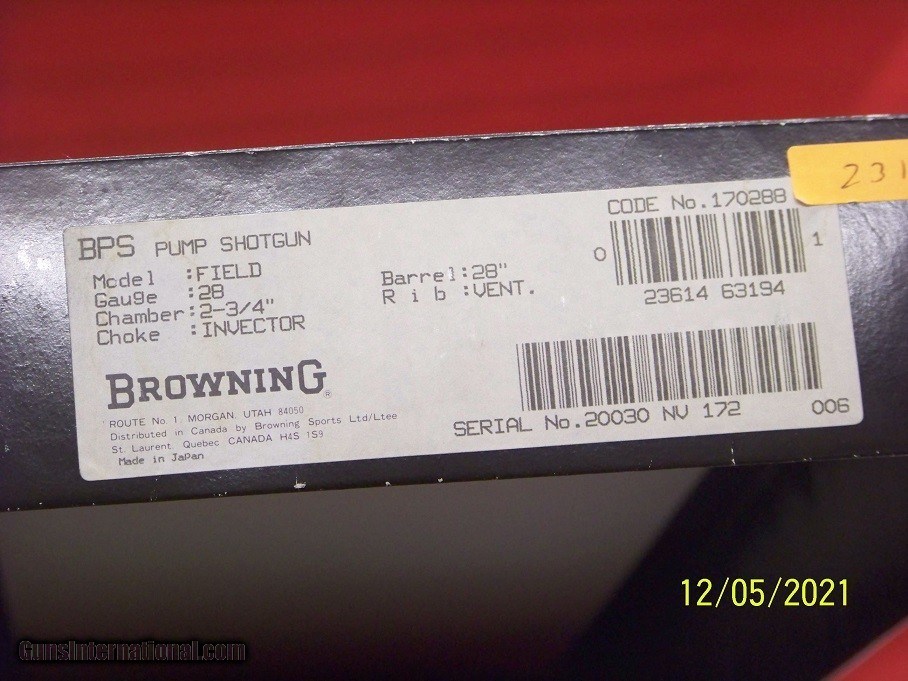 231
CODE No.170288
BPS PUMP SHOTGUN
Model :FIELD
Gauge :28
Chamber:2-3/4"
Choke :INVECTOR
Barrel:28"
Rib :VENT.
0 23614 63194 1
BROWNING®
ROUTE No 1, MORGAN, UTAH 84050
Distributed in Canada by Browning Sports Ltd/Ltee
St. Laurent Quebec CANADA H4S 1S9
Made in Japan
SERIAL No.20030 NV 172 006
12/05/2021
GunsInternational.com